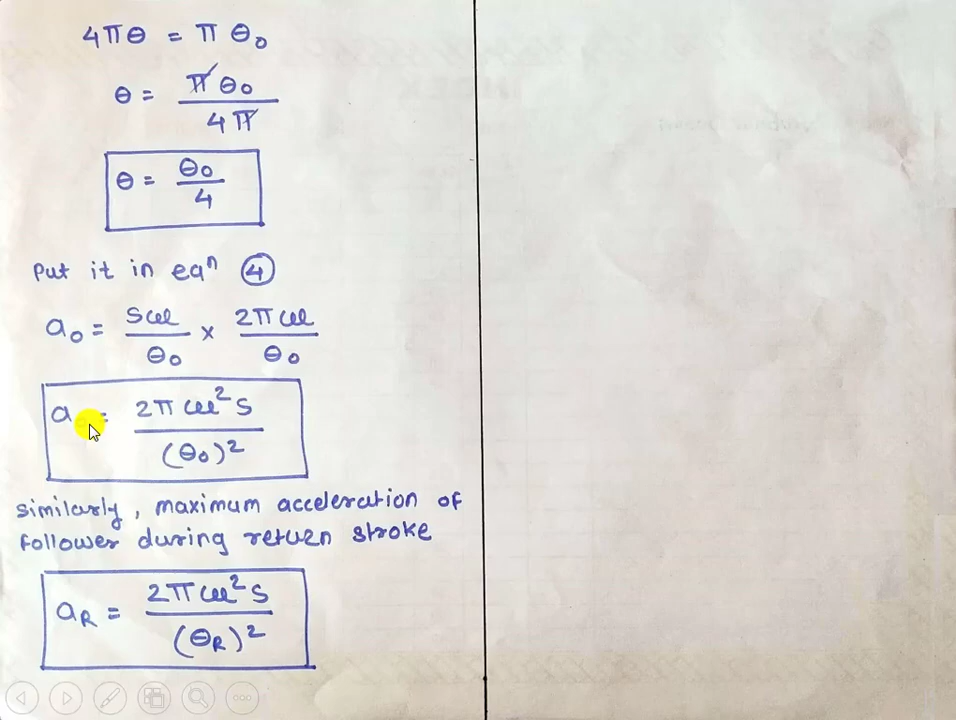 4πθ = π θ₀
θ = πθ₀ / 4π
θ = θ₀ / 4
Put it in eqⁿ ④
a₀ = Sω / θ₀ × 2πω / θ₀
a₀ = 2πω²S / (θ₀)²
Similarly, maximum acceleration of
follower during return stroke
a_R = 2πω²S / (θ_R)²